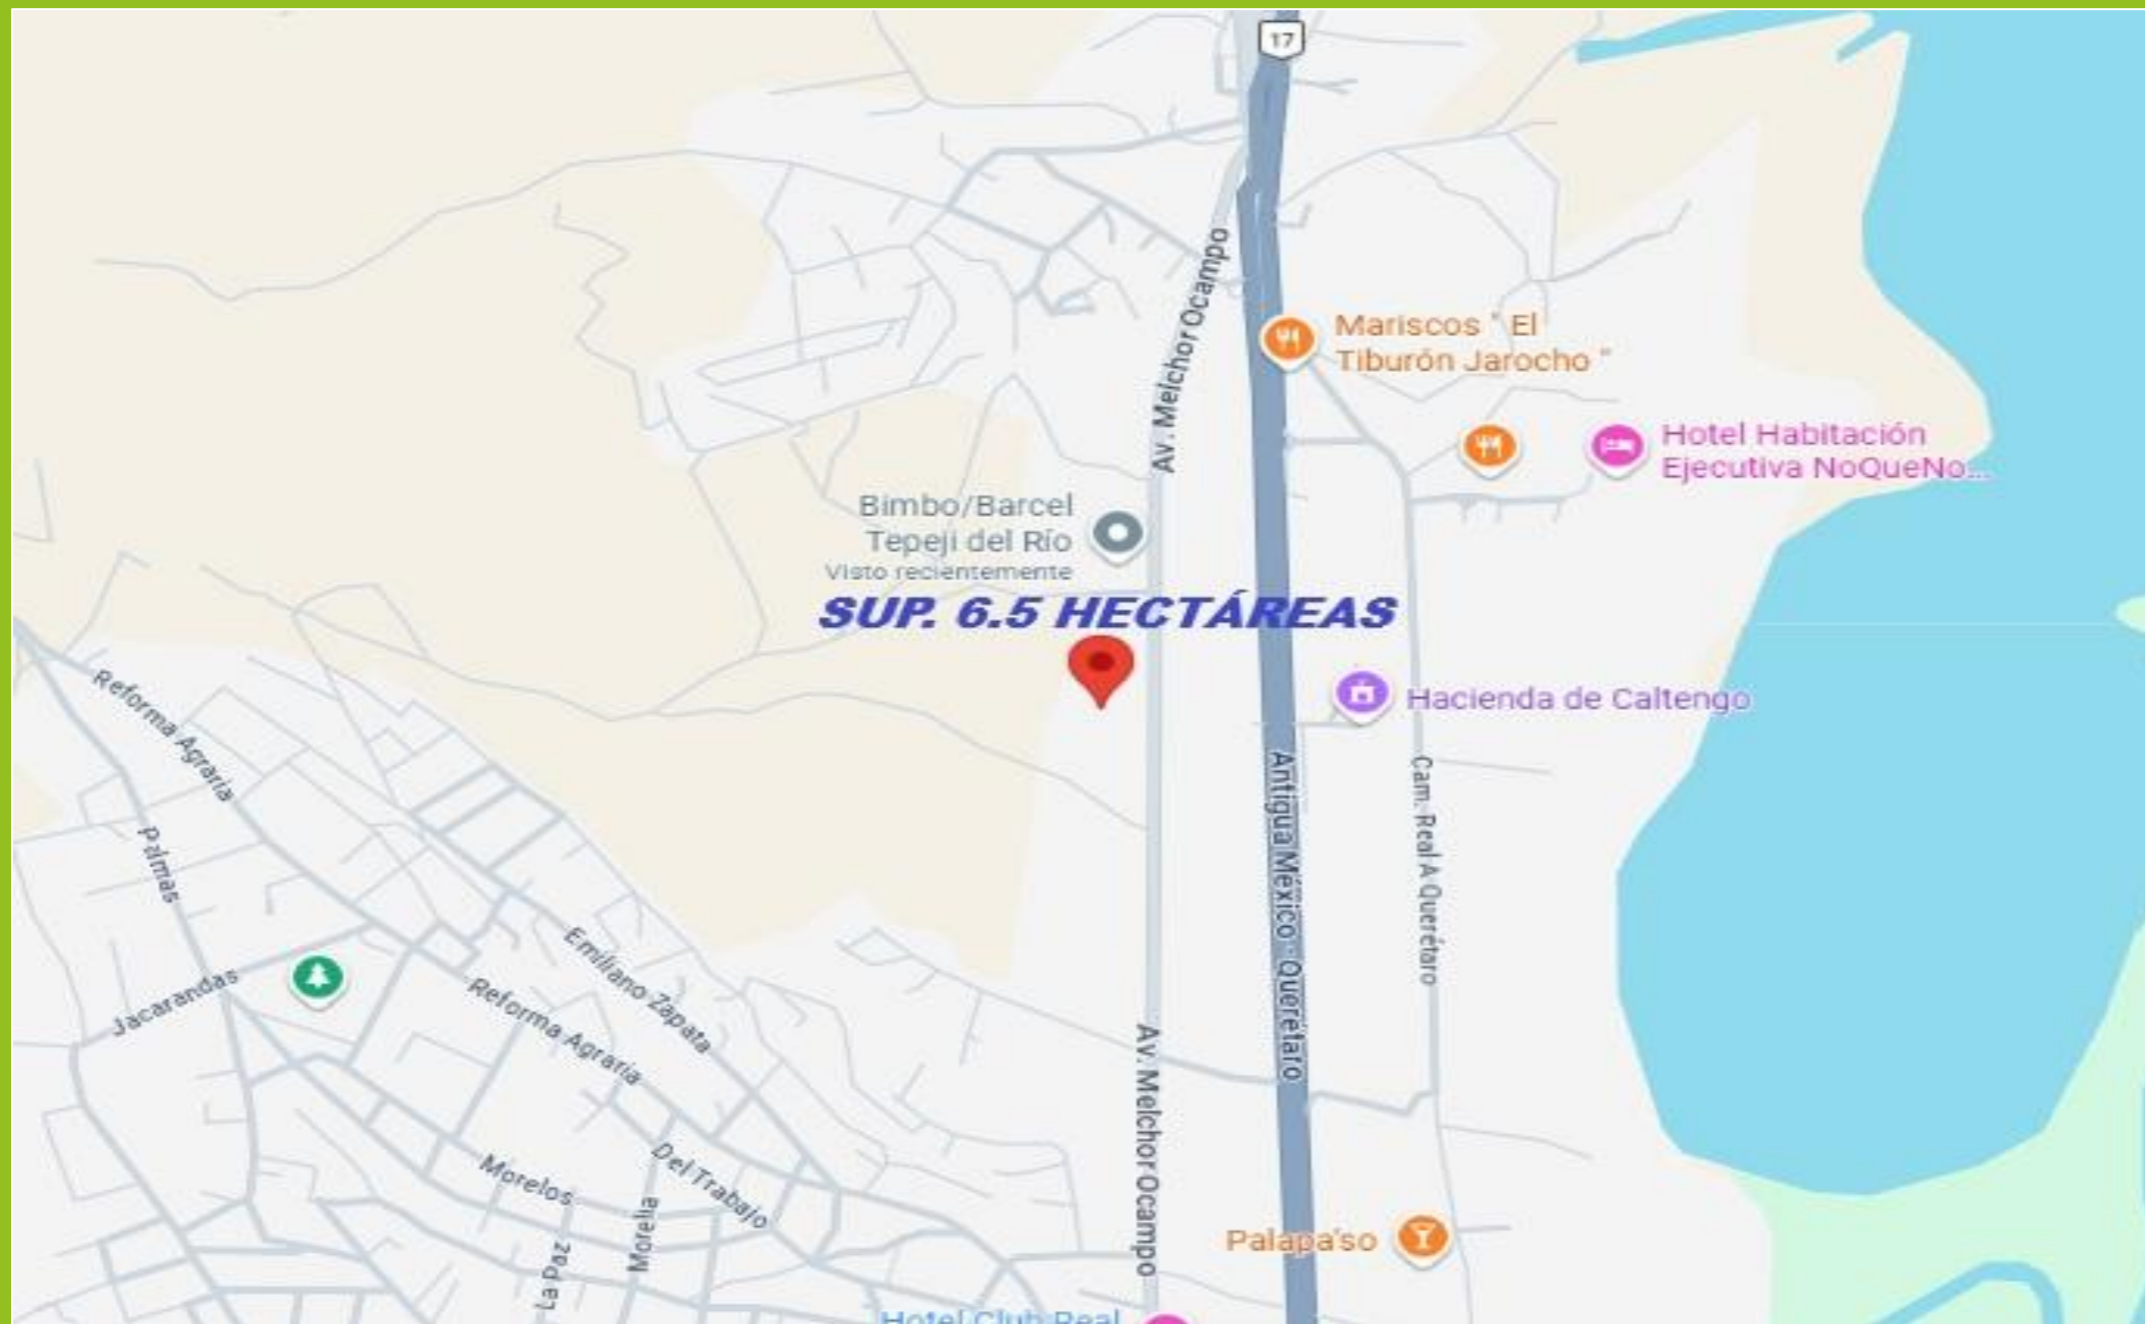 17
Av. Melchor Ocampo
Mariscos " El
Tiburón Jarocho "
Hotel Habitación
Ejecutiva NoQueNo...
Bimbo/Barcel
Tepeji del Río
Visto recientemente
SUP. 6.5 HECTÁREAS
Hacienda de Caltengo
Reforma Agraria
Palmas
Antigua México - Querétaro
Cam. Real A Querétaro
Jacarandas
Emiliano Zapata
Reforma Agraria
Av. Melchor Ocampo
Morelos
Del Trabajo
Morelia
La paz
Palapa'so
Hotel Club Real